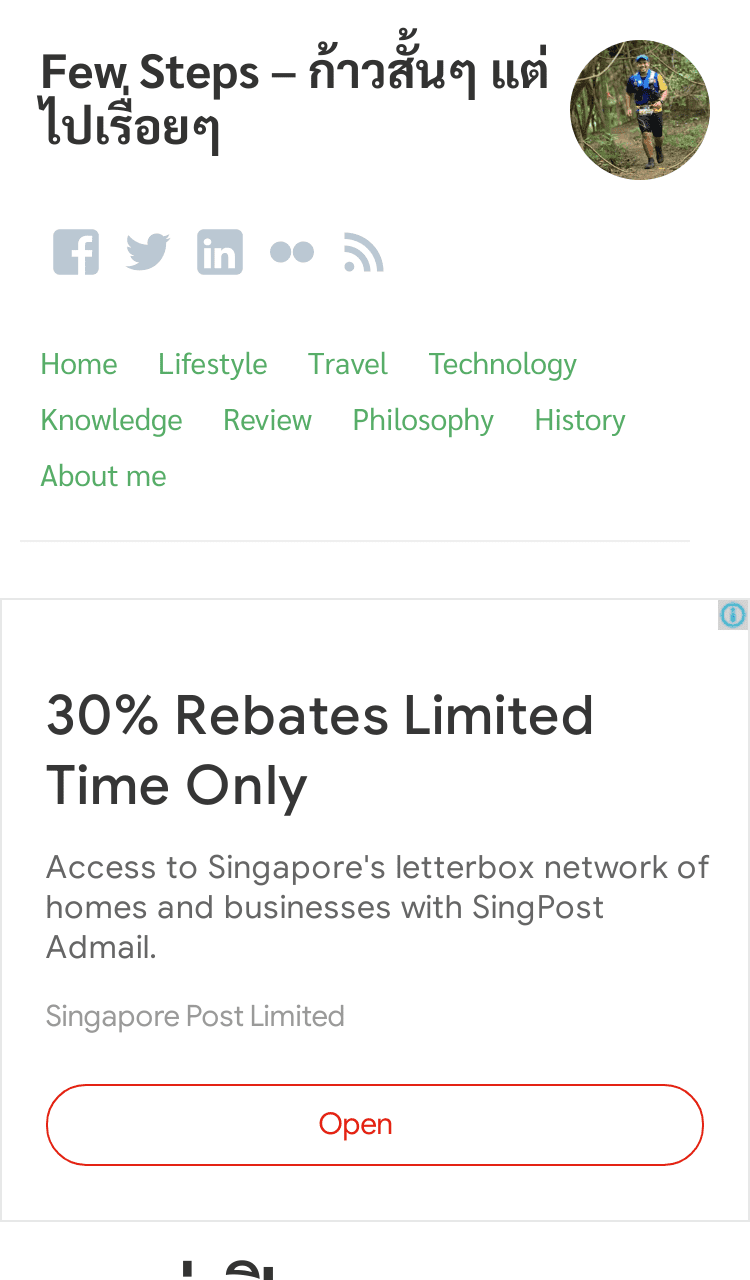 Few Steps – ก้าวสั้นๆ แต่
ไปเรื่อยๆ
Home Lifestyle Travel Technology
Knowledge Review Philosophy History
About me
30% Rebates Limited
Time Only
Access to Singapore's letterbox network of
homes and businesses with SingPost
Admail.
Singapore Post Limited
Open